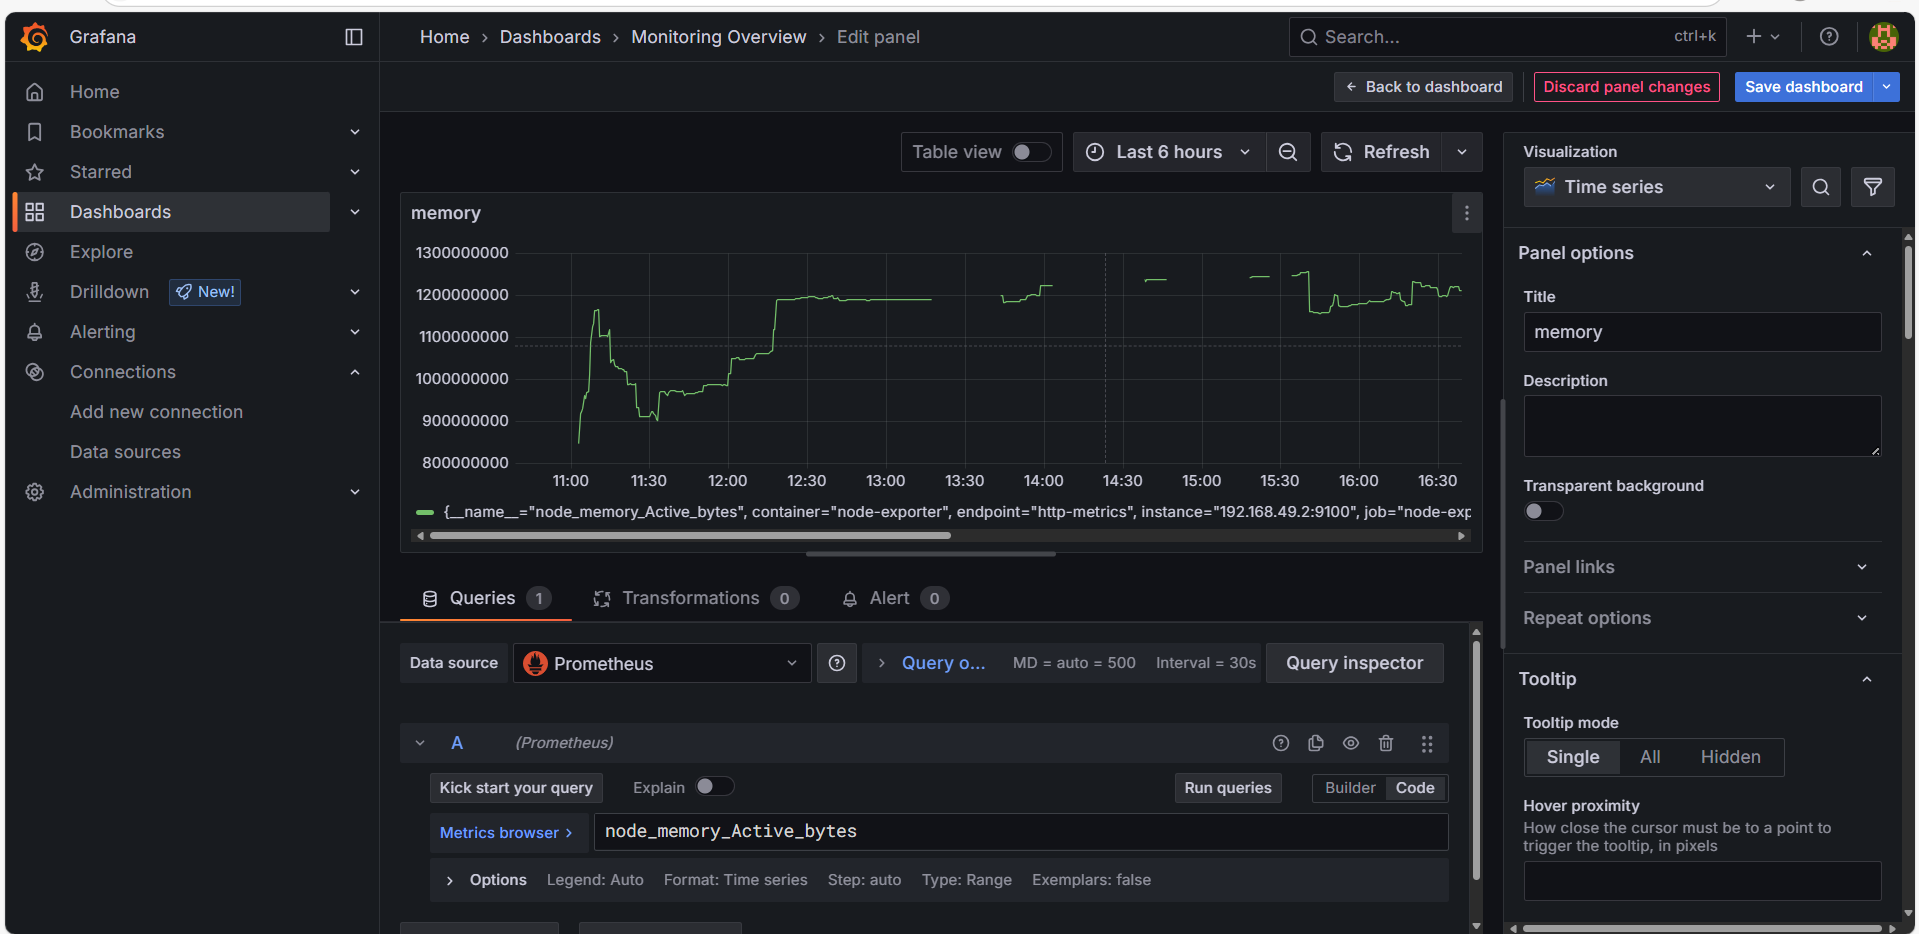 Grafana
Home › Dashboards › Monitoring Overview › Edit panel
Search... ctrl+k
Home
Bookmarks
Starred
Dashboards
Explore
Drilldown New!
Alerting
Connections
Add new connection
Data sources
Administration
Back to dashboard
Discard panel changes
Save dashboard
Table view
Last 6 hours
Refresh
memory
1300000000
1200000000
1100000000
1000000000
900000000
800000000
11:00 11:30 12:00 12:30 13:00 13:30 14:00 14:30 15:00 15:30 16:00 16:30
{__name__="node_memory_Active_bytes", container="node-exporter", endpoint="http-metrics", instance="192.168.49.2:9100", job="node-exp
Queries 1
Transformations 0
Alert 0
Data source
Prometheus
Query o...
MD = auto = 500
Interval = 30s
Query inspector
A
(Prometheus)
Kick start your query
Explain
Run queries
Builder
Code
Metrics browser >
node_memory_Active_bytes
Options
Legend: Auto
Format: Time series
Step: auto
Type: Range
Exemplars: false
Visualization
Time series
Panel options
Title
memory
Description
Transparent background
Panel links
Repeat options
Tooltip
Tooltip mode
Single
All
Hidden
Hover proximity
How close the cursor must be to a point to
trigger the tooltip, in pixels